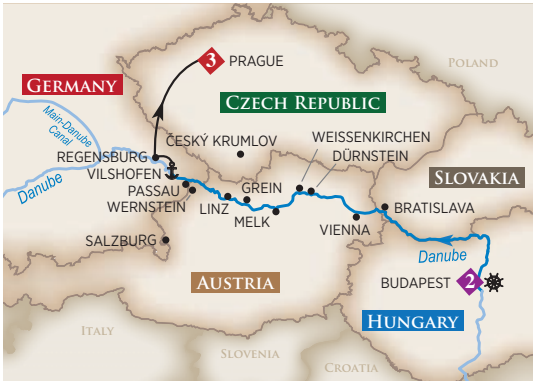 POLAND
3 PRAGUE
GERMANY
CZECH REPUBLIC
Main-Danube
Canal
WEISSENKIRCHEN
DÜRNSTEIN
ČESKÝ KRUMLOV
REGENSBURG
VILSHOFEN
PASSAU
WERNSTEIN
Danube
SLOVAKIA
GREIN
LINZ
MELK
BRATISLAVA
VIENNA
SALZBURG
Danube
AUSTRIA
BUDAPEST 2
HUNGARY
ITALY
SLOVENIA
CROATIA